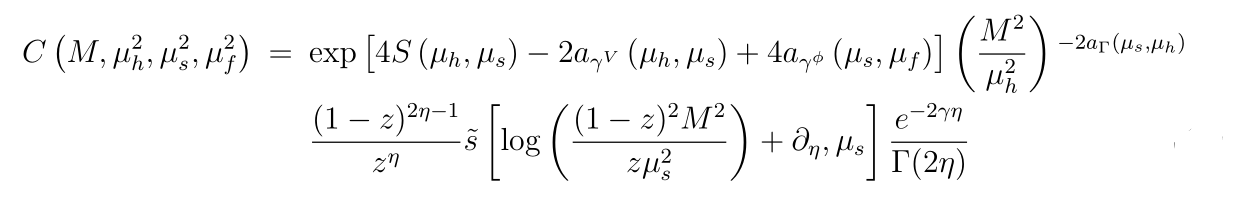 C (M, μ_h^2, μ_s^2, μ_f^2) = exp [4S (μ_h, μ_s) − 2a_{γ^V} (μ_h, μ_s) + 4a_{γ^ϕ} (μ_s, μ_f)] (M^2/μ_h^2)^{−2a_Γ(μ_s,μ_h)}
(1 − z)^{2η−1}/z^η s̃ [log ((1 − z)^2 M^2/zμ_s^2) + ∂_η, μ_s] e^{−2γη}/Γ(2η)